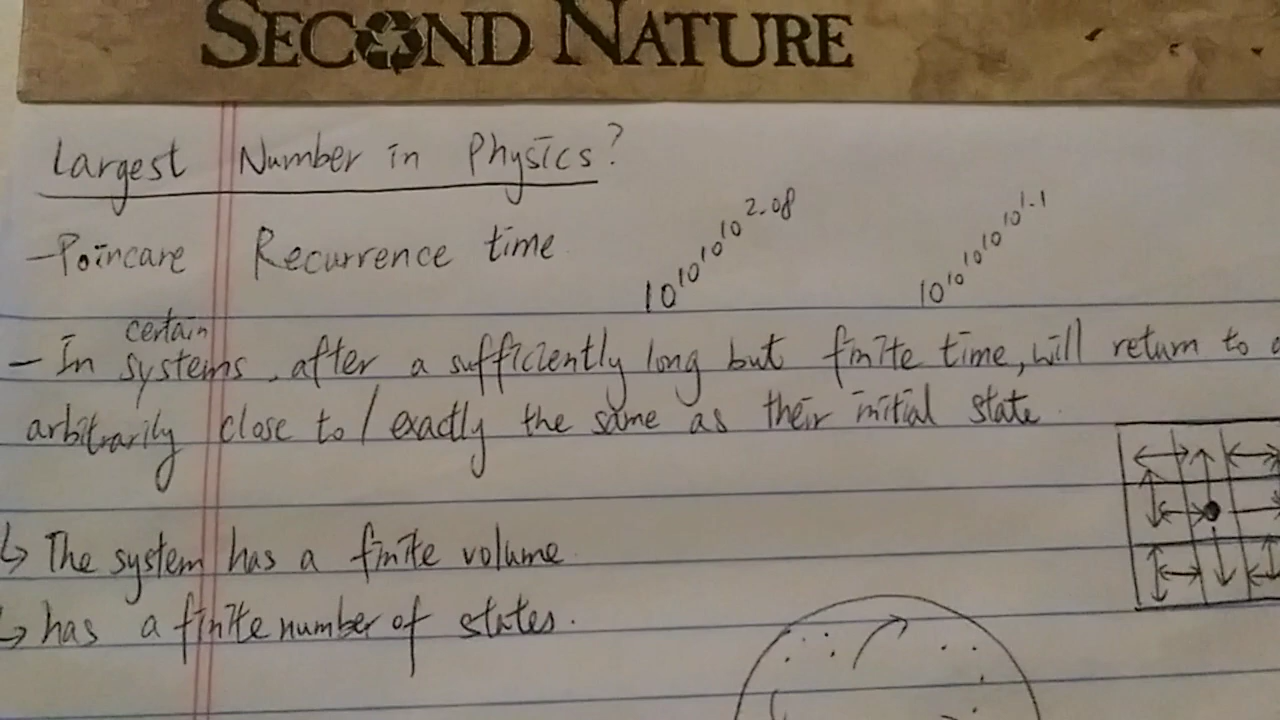 SECOND NATURE
Largest Number in Physics?
-Poincare Recurrence time 10^10^10^10^10^2.08 10^10^10^10^10^1.1
- In certain systems, after a sufficiently long but finite time, will return to a
arbitrarily close to / exactly the same as their initial state
↳ The system has a finite volume
↳ has a finite number of states.